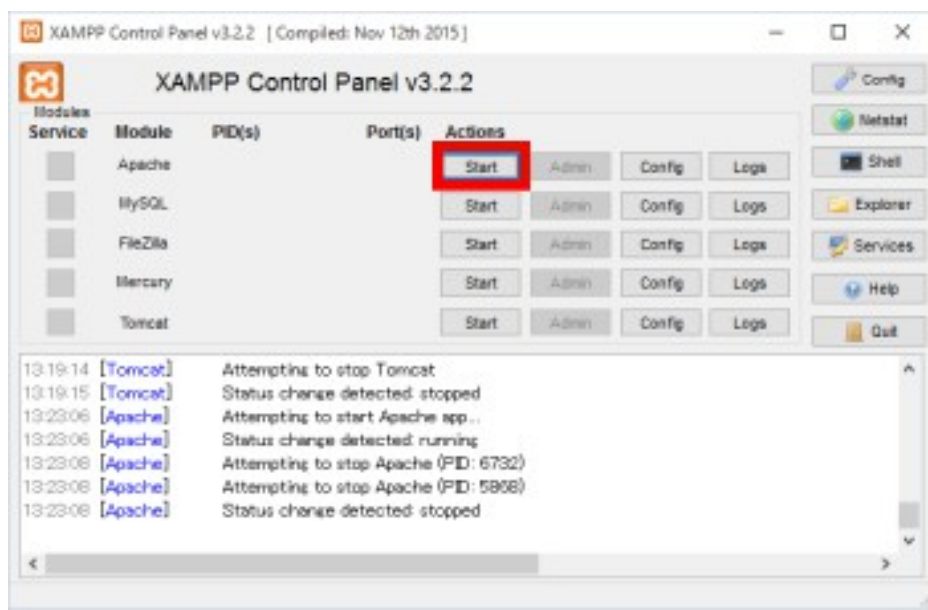 XAMPP Control Panel v3.2.2 [ Compiled: Nov 12th 2015 ]
XAMPP Control Panel v3.2.2
Modules
Service Module PID(s) Port(s) Actions
Apache Start Admin Config Logs
MySQL Start Admin Config Logs
FileZilla Start Admin Config Logs
Mercury Start Admin Config Logs
Tomcat Start Admin Config Logs
Config
Netstat
Shell
Explorer
Services
Help
Quit
13:19:14 [Tomcat] Attempting to stop Tomcat
13:19:15 [Tomcat] Status change detected: stopped
13:23:06 [Apache] Attempting to start Apache app...
13:23:06 [Apache] Status change detected: running
13:23:08 [Apache] Attempting to stop Apache (PID: 6732)
13:23:08 [Apache] Attempting to stop Apache (PID: 5868)
13:23:08 [Apache] Status change detected: stopped